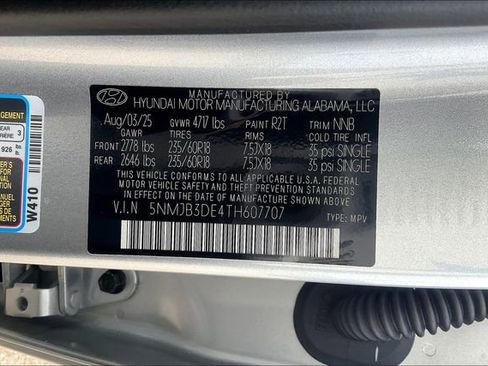 MANUFACTURED BY
HYUNDAI MOTOR MANUFACTURING ALABAMA, LLC
Aug/03/25 GVWR 4717 lbs PAINT R2T TRIM NNB
GAWR TIRES RIMS COLD TIRE INFL.
FRONT 2778 lbs 235/60R18 7.5JX18 35 psi SINGLE
REAR 2646 lbs 235/60R18 7.5JX18 35 psi SINGLE
THIS VEHICLE CONFORMS TO ALL APPLICABLE U.S.A. FEDERAL
MOTOR VEHICLE SAFETY AND THEFT PREVENTION STANDARDS
IN EFFECT ON THE DATE OF MANUFACTURE SHOWN ABOVE.
V.I.N 5NMJB3DE4TH607707 TYPE: MPV
3
926
lbs
W410